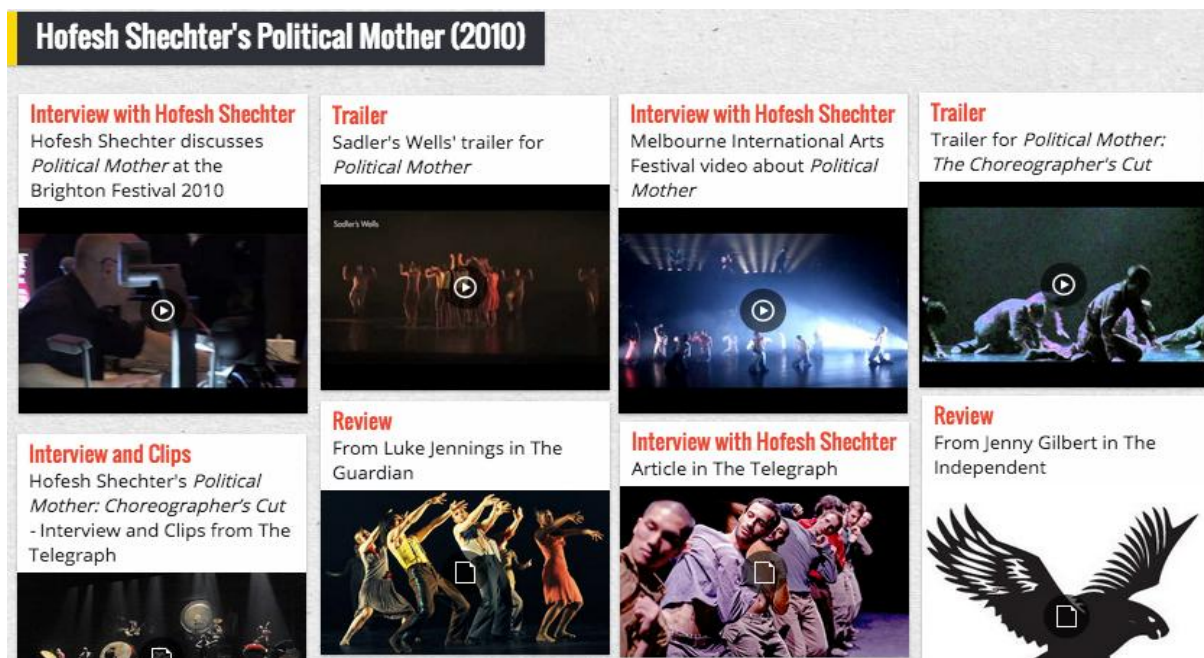 Hofesh Shechter's Political Mother (2010)
Interview with Hofesh Shechter
Hofesh Shechter discusses
Political Mother at the
Brighton Festival 2010
Trailer
Sadler's Wells' trailer for
Political Mother
Sadler's Wells
Interview with Hofesh Shechter
Melbourne International Arts
Festival video about Political
Mother
Trailer
Trailer for Political Mother:
The Choreographer's Cut
Interview and Clips
Hofesh Shechter's Political
Mother: Choreographer's Cut
- Interview and Clips from The
Telegraph
Review
From Luke Jennings in The
Guardian
Interview with Hofesh Shechter
Article in The Telegraph
Review
From Jenny Gilbert in The
Independent